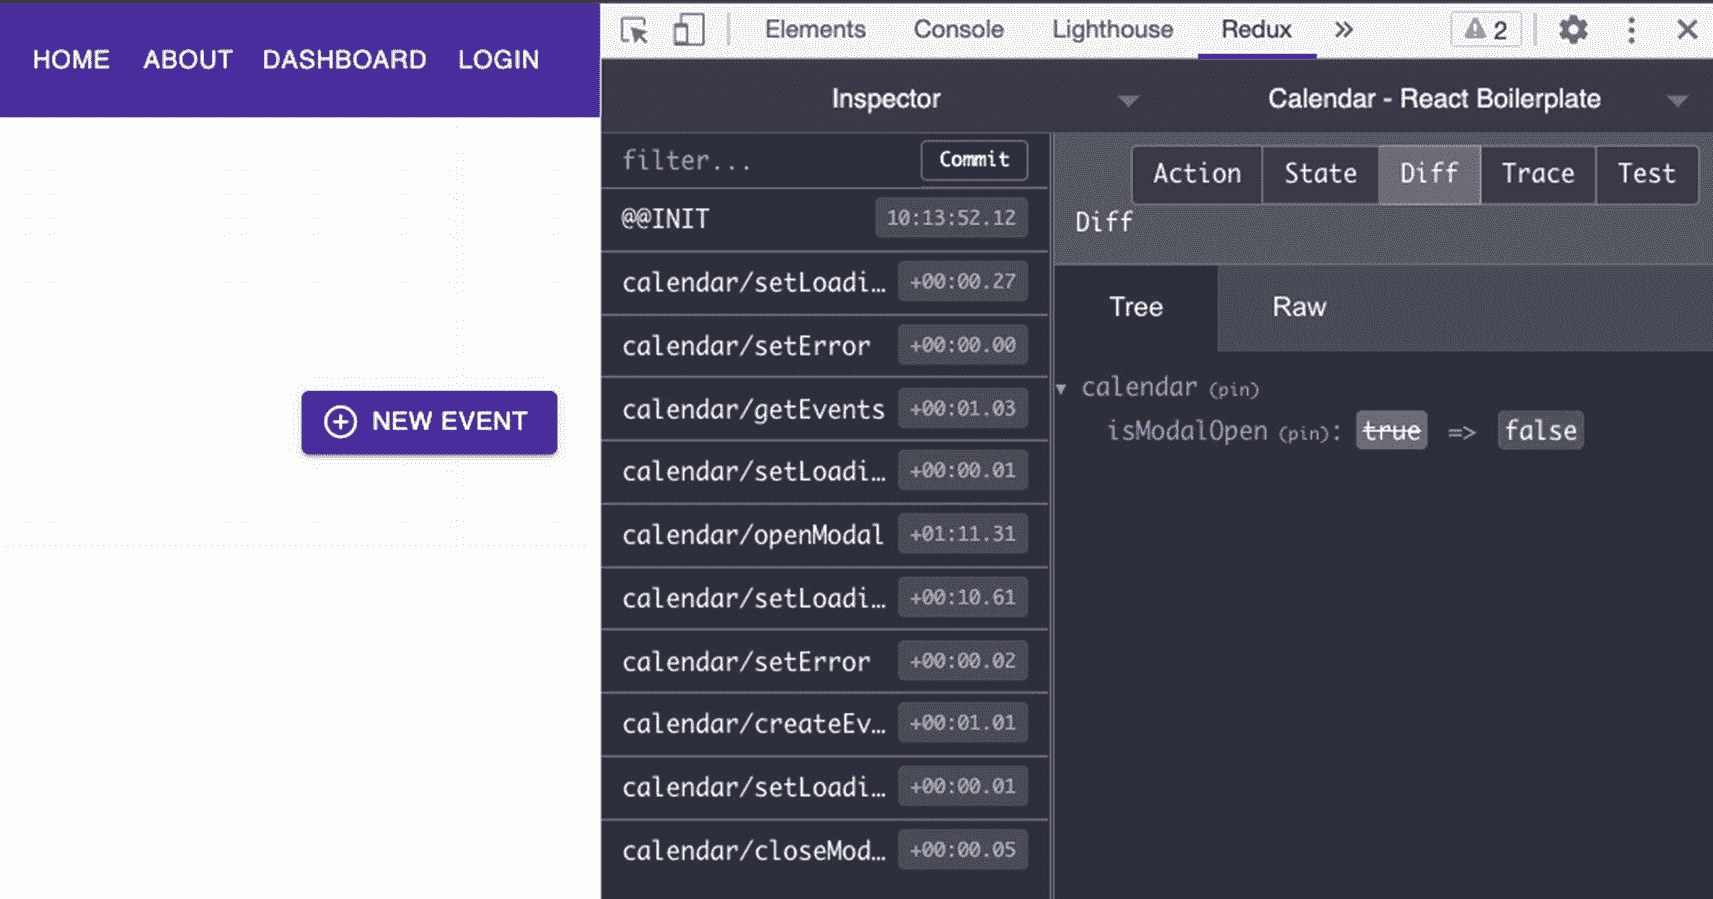 HOME ABOUT DASHBOARD LOGIN
NEW EVENT
Elements Console Lighthouse Redux » 2
Inspector Calendar - React Boilerplate
filter... Commit
@@INIT 10:13:52.12
calendar/setLoadi… +00:00.27
calendar/setError +00:00.00
calendar/getEvents +00:01.03
calendar/setLoadi… +00:00.01
calendar/openModal +01:11.31
calendar/setLoadi… +00:10.61
calendar/setError +00:00.02
calendar/createEv… +00:01.01
calendar/setLoadi… +00:00.01
calendar/closeMod… +00:00.05
Action State Diff Trace Test
Diff
Tree Raw
calendar (pin)
isModalOpen (pin): true => false